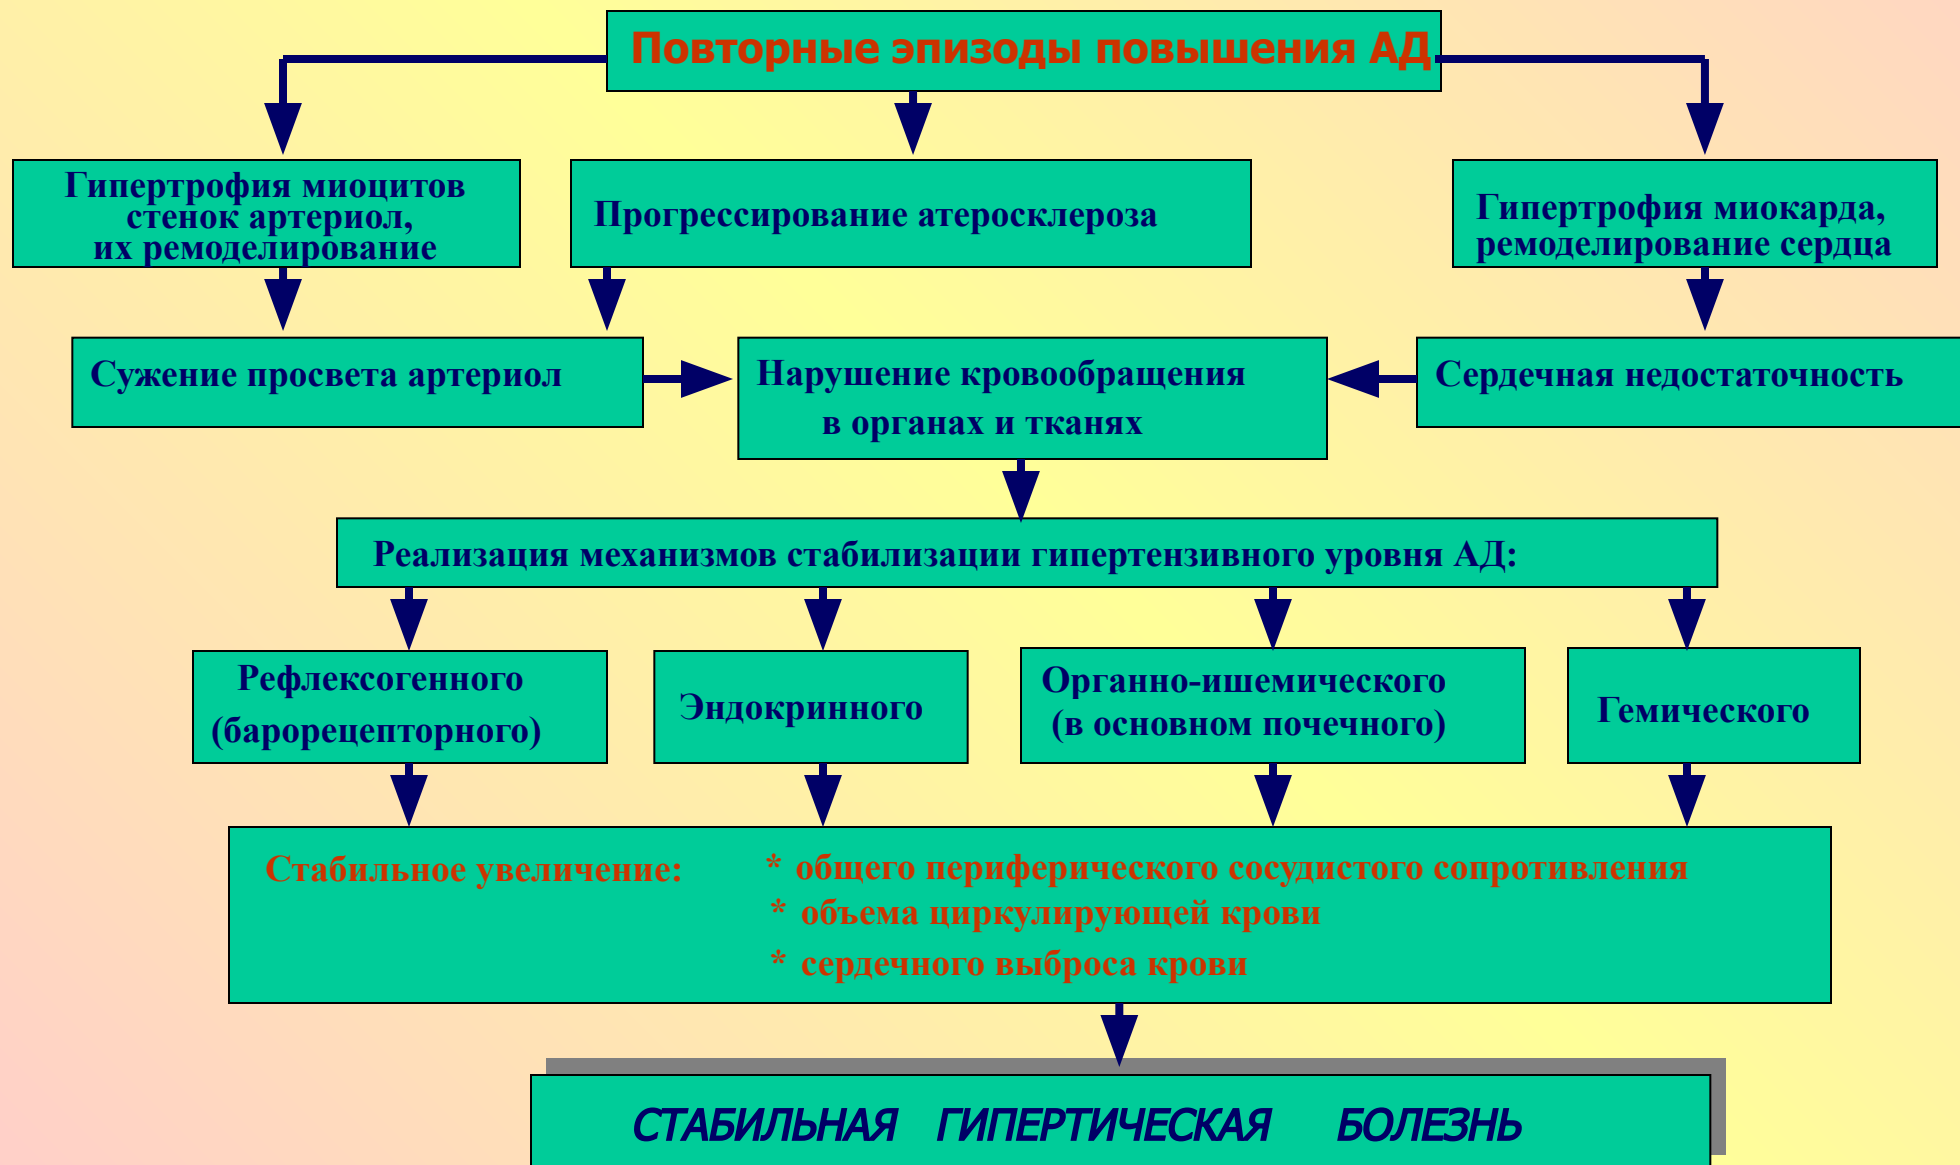 Повторные эпизоды повышения АД
Гипертрофия миоцитов
стенок артериол,
их ремоделирование
Прогрессирование атеросклероза
Гипертрофия миокарда,
ремоделирование сердца
Сужение просвета артериол
Нарушение кровообращения
в органах и тканях
Сердечная недостаточность
Реализация механизмов стабилизации гипертензивного уровня АД:
Рефлексогенного
(барорецепторного)
Эндокринного
Органно-ишемического
(в основном почечного)
Гемического
Стабильное увеличение: * общего периферического сосудистого сопротивления
* объема циркулирующей крови
* сердечного выброса крови
СТАБИЛЬНАЯ ГИПЕРТИЧЕСКАЯ БОЛЕЗНЬ